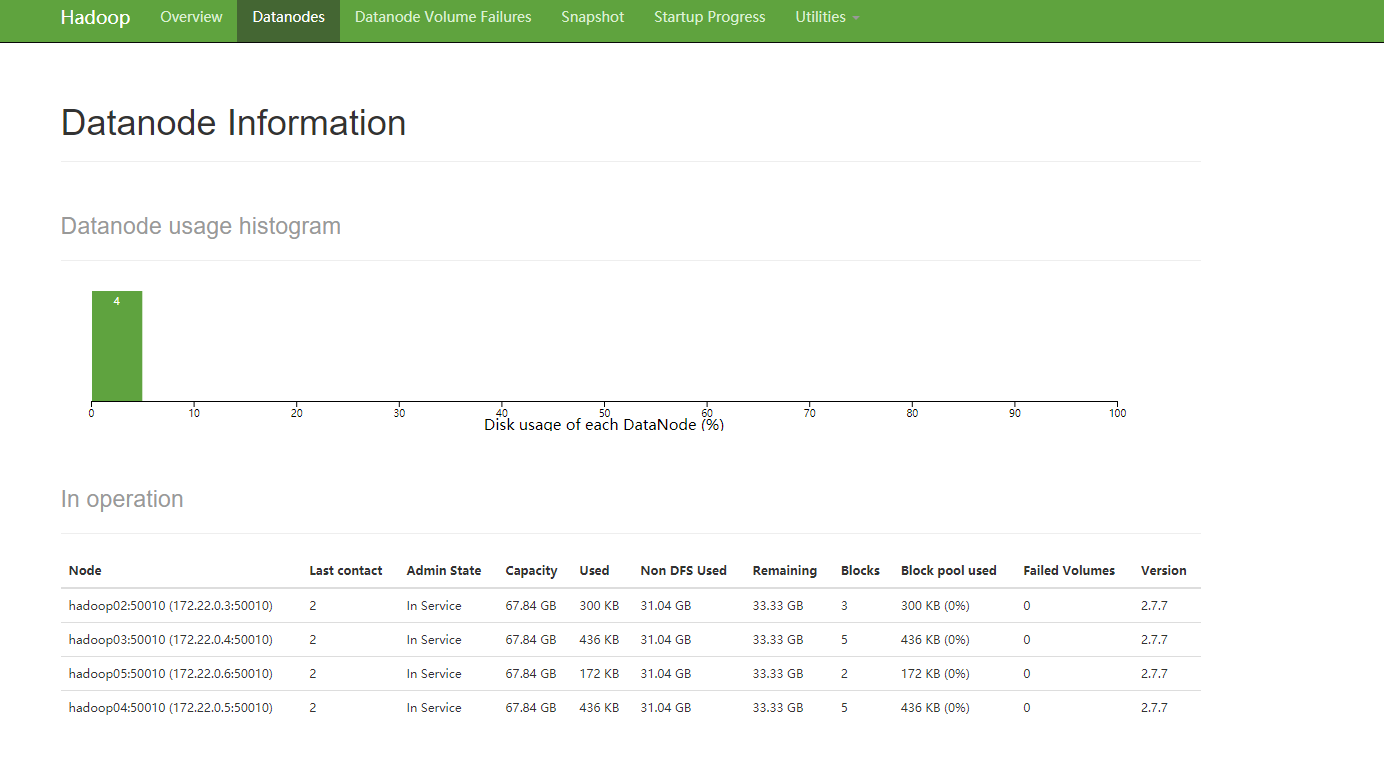 Hadoop Overview Datanodes Datanode Volume Failures Snapshot Startup Progress Utilities
Datanode Information
Datanode usage histogram
4
0 10 20 30 40 50 60 70 80 90 100
Disk usage of each DataNode (%)
In operation
Node Last contact Admin State Capacity Used Non DFS Used Remaining Blocks Block pool used Failed Volumes Version
hadoop02:50010 (172.22.0.3:50010) 2 In Service 67.84 GB 300 KB 31.04 GB 33.33 GB 3 300 KB (0%) 0 2.7.7
hadoop03:50010 (172.22.0.4:50010) 2 In Service 67.84 GB 436 KB 31.04 GB 33.33 GB 5 436 KB (0%) 0 2.7.7
hadoop05:50010 (172.22.0.6:50010) 2 In Service 67.84 GB 172 KB 31.04 GB 33.33 GB 2 172 KB (0%) 0 2.7.7
hadoop04:50010 (172.22.0.5:50010) 2 In Service 67.84 GB 436 KB 31.04 GB 33.33 GB 5 436 KB (0%) 0 2.7.7